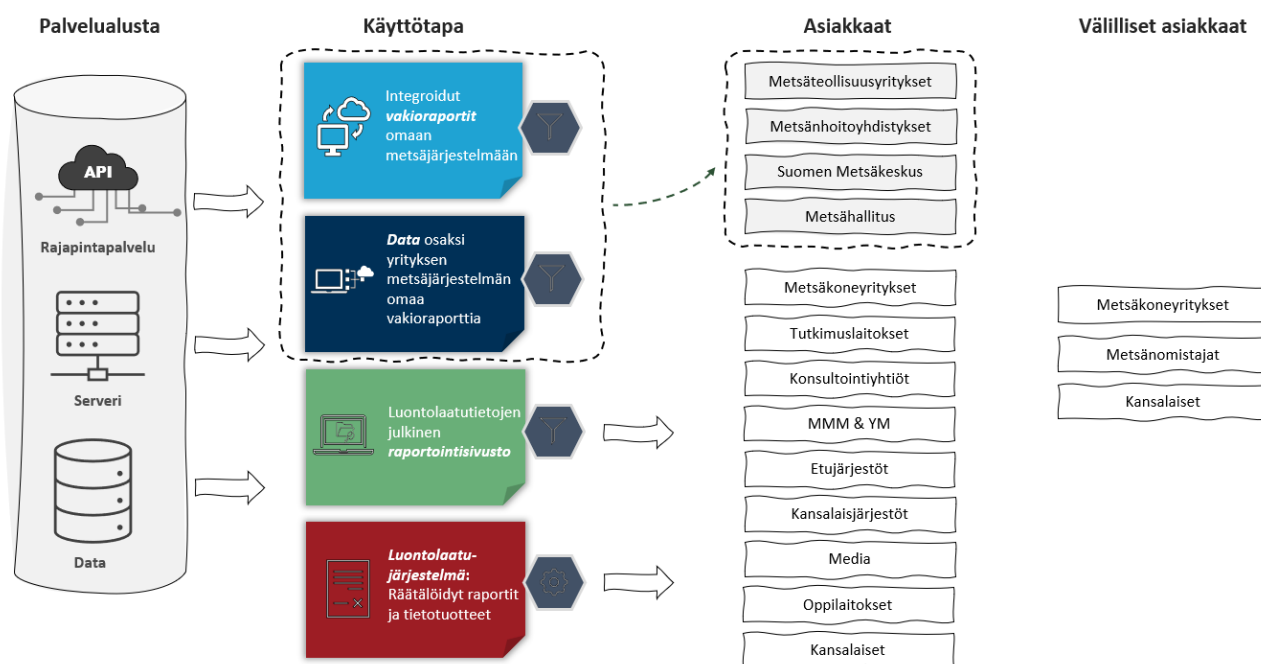 Palvelualusta
Käyttötapa
Asiakkaat
Välilliset asiakkaat
API
Rajapintapalvelu
Serveri
Data
Integroidut
vakioraportit
omaan
metsäjärjestelmään
Data osaksi
yrityksen
metsäjärjestelmän
omaa
vakioraporttia
Luontolaatutietojen
julkinen
raportointisivusto
Luontolaatu-
järjestelmä:
Räätälöidyt raportit
ja tietotuotteet
Metsäteollisuusyritykset
Metsänhoitoyhdistykset
Suomen Metsäkeskus
Metsähallitus
Metsäkoneyritykset
Tutkimuslaitokset
Konsultointiyhtiöt
MMM & YM
Etujärjestöt
Kansalaisjärjestöt
Media
Oppilaitokset
Kansalaiset
Metsäkoneyritykset
Metsänomistajat
Kansalaiset